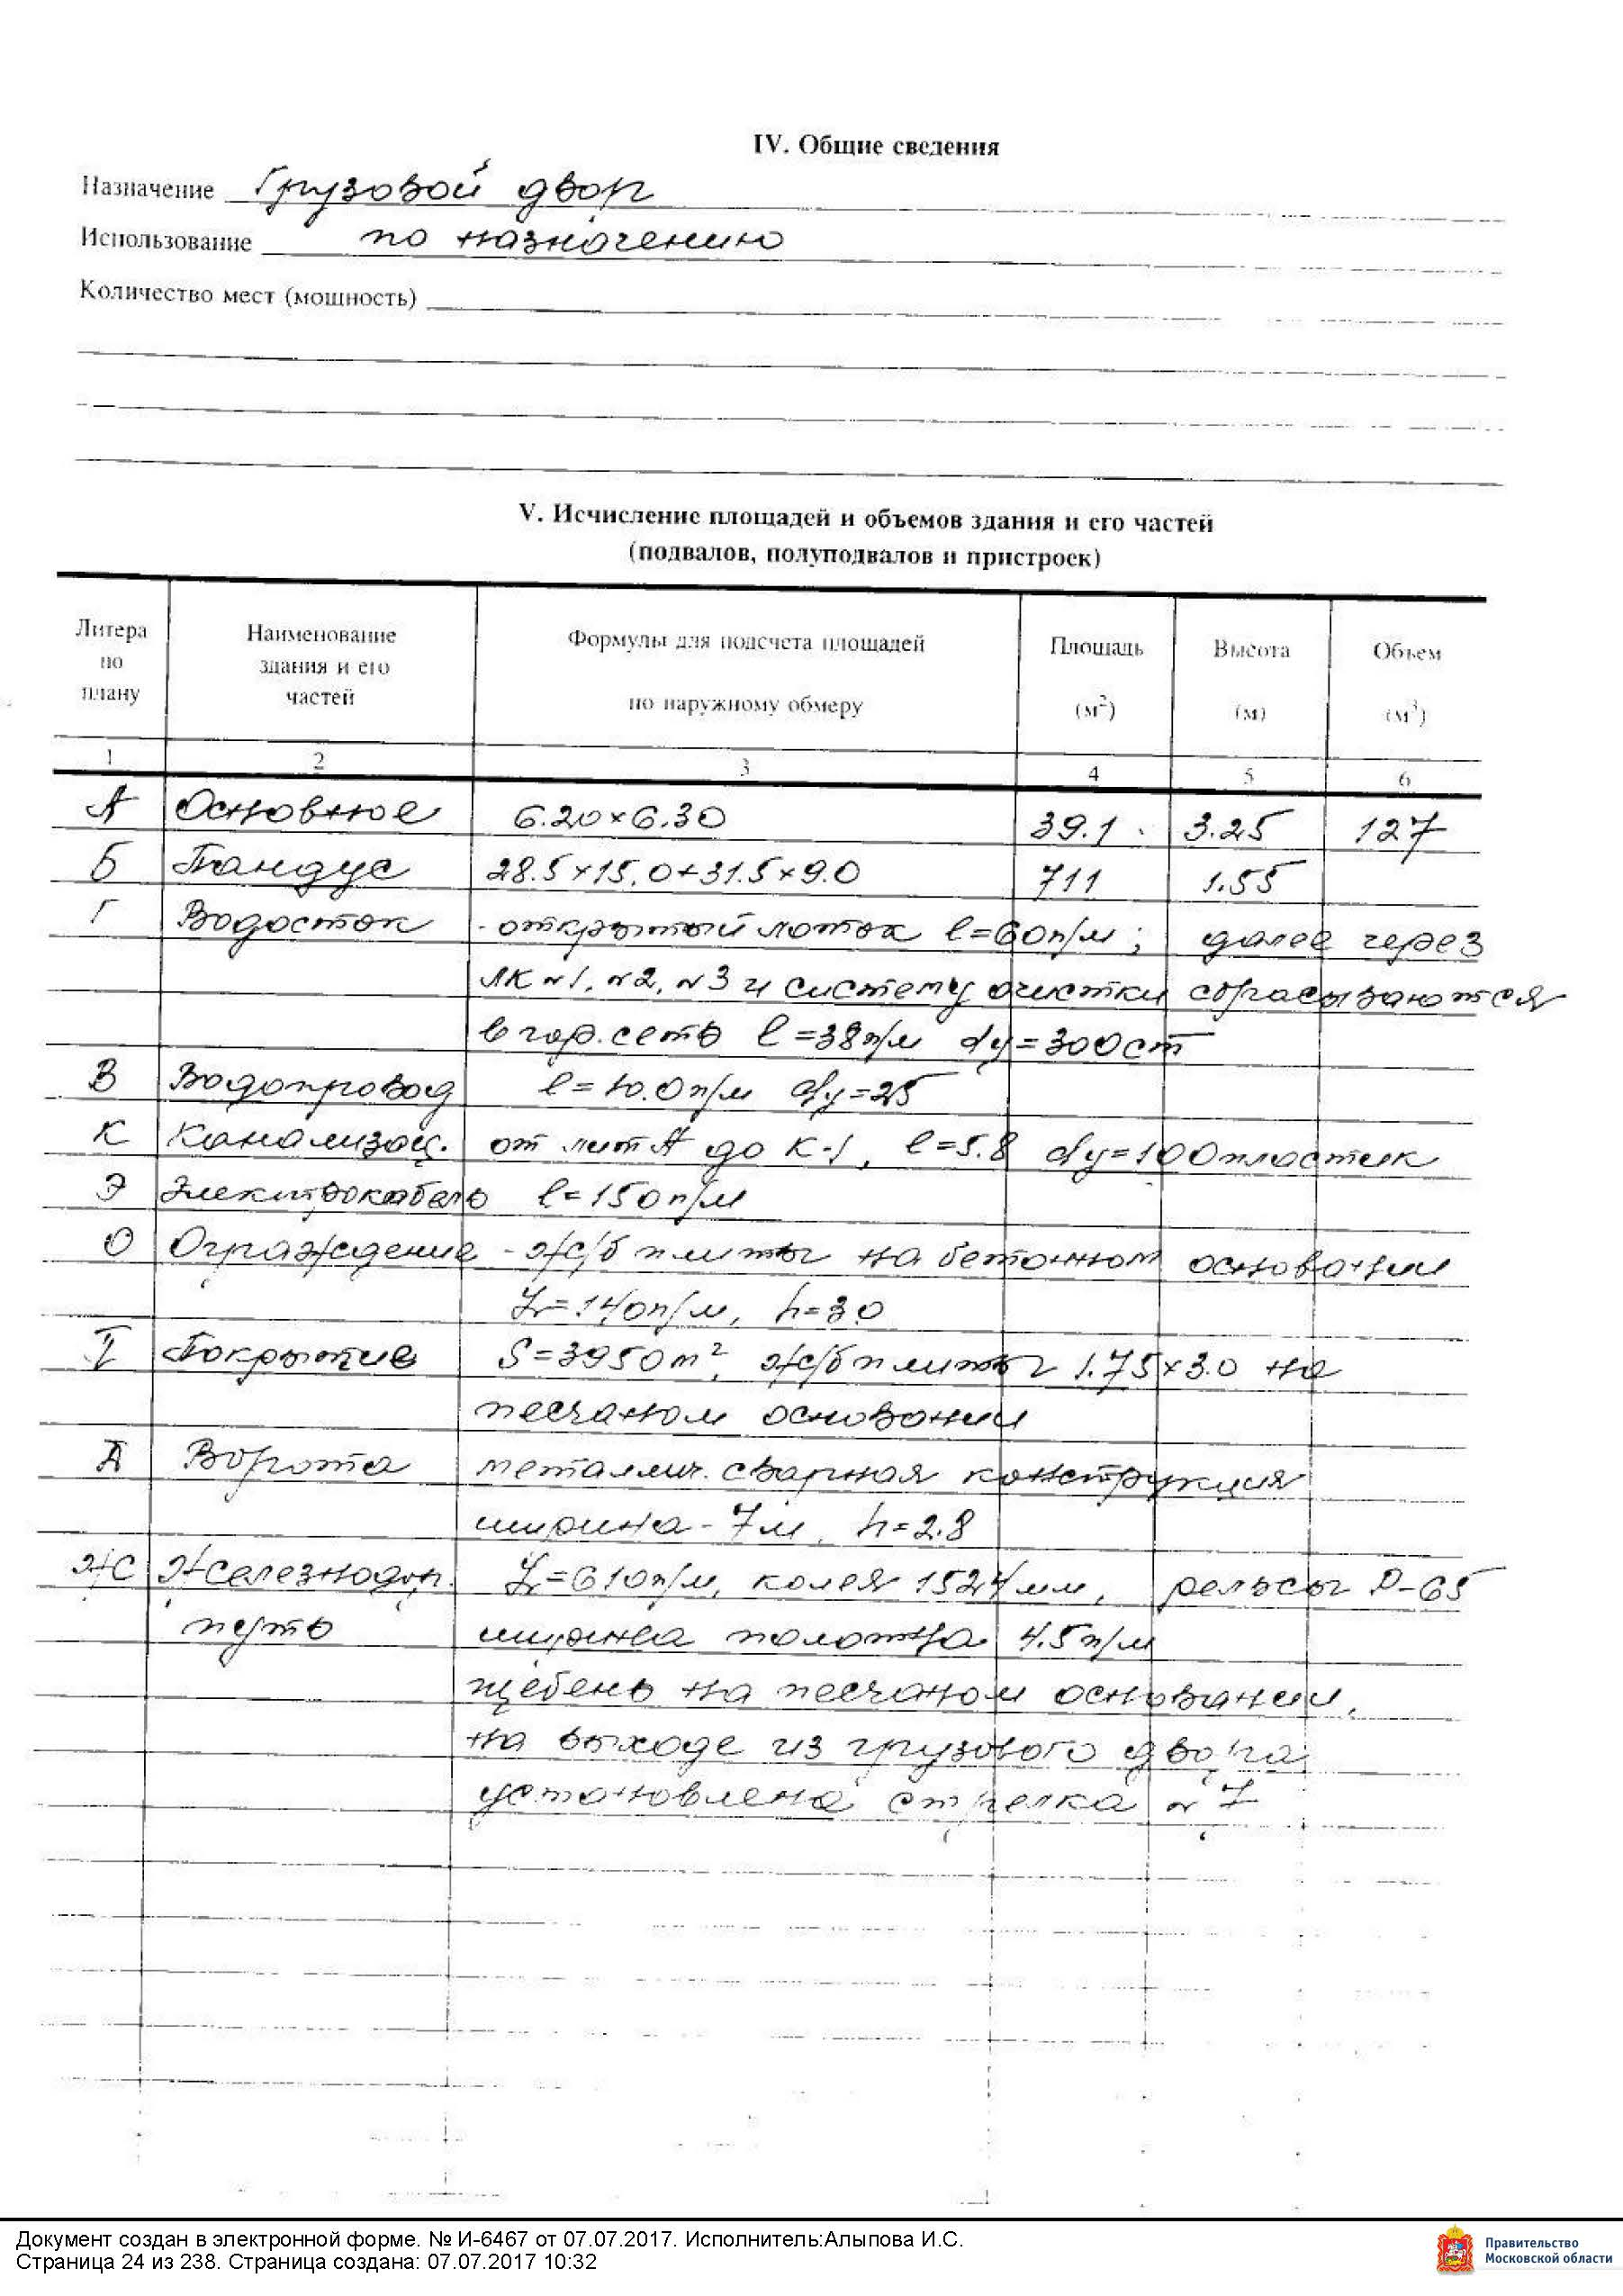 IV. Общие сведения
Назначение Грузовой двор
Использование по назначению
Количество мест (мощность)
V. Исчисление площадей и объемов здания и его частей
(подвалов, полуподвалов и пристроек)
Литера по плану | Наименование здания и его частей | Формулы для подсчета площадей по наружному обмеру | Площадь (м²) | Высота (м) | Объем (м³)
1 2 3 4 5 6
А Основное 6.20×6.30 39.1 3.25 127
Б Пандус 28.5×15.0+31.5×9.0 711 1.55
Г Водосток - открытый лоток l=60п/м; далее через
ЛК №1, №2, №3 и систему очистки сбрасываются
в гор. сеть l=38п/м dу=300 ст
В Водопровод l=10.0п/м dу=25
К Канализац. от лит А до К-1, l=5.8 dу=100 пластик
Э Электрокабель l=150п/м
О Ограждение - ж/б плиты на бетонном основании
L=140п/м, h=3.0
I Покрытие S=3950m², ж/б плиты 1.75×3.0 на
песчаном основании
Ворота металлич. сварная конструкция
ширина - 7м, h=2.8
Ж Железнодор. L=610п/м, колея 1524мм, рельсы Р-65
путь ширина полотна 4.5п/м
щебень на песчаном основании,
на выходе из грузового двора
установлена стрелка № 7
Документ создан в электронной форме. № И-6467 от 07.07.2017. Исполнитель:Алыпова И.С.
Страница 24 из 238. Страница создана: 07.07.2017 10:32
Правительство
Московской области